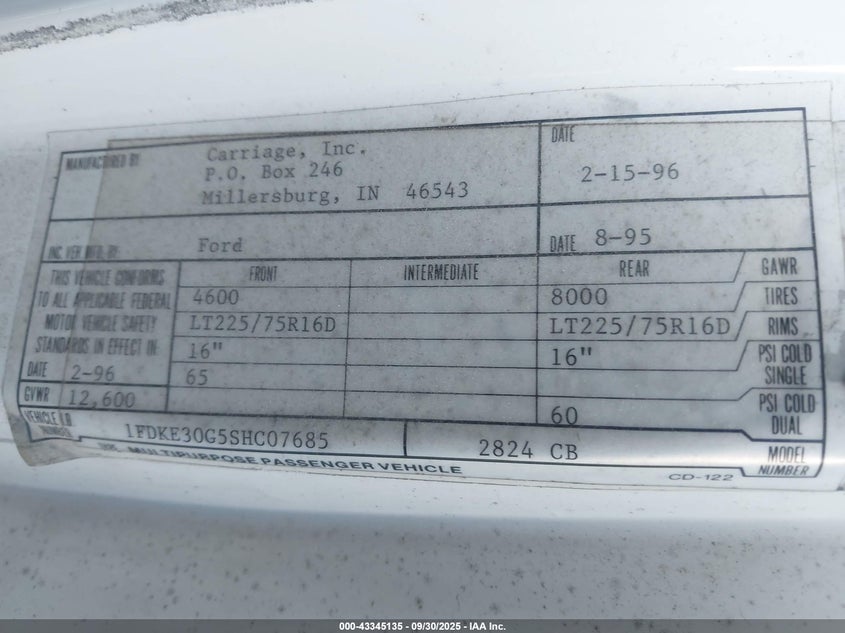 MANUFACTURED BY Carriage, Inc.
P.O. Box 246
Millersburg, IN 46543
DATE
2-15-96
INC VEH MFD BY Ford
DATE 8-95
THIS VEHICLE CONFORMS
TO ALL APPLICABLE FEDERAL
MOTOR VEHICLE SAFETY
STANDARDS IN EFFECT IN
DATE 2-96
GVWR 12,600
FRONT INTERMEDIATE REAR GAWR
4600 8000 TIRES
LT225/75R16D LT225/75R16D RIMS
16" 16" PSI COLD
SINGLE
65
60 PSI COLD
DUAL
VEHICLE I.D.
NUMBER
1FDKE30G5SHC07685 2824 CB MODEL
NUMBER
MULTIPURPOSE PASSENGER VEHICLE CD-122
000-43345135 - 09/30/2025 - IAA Inc.